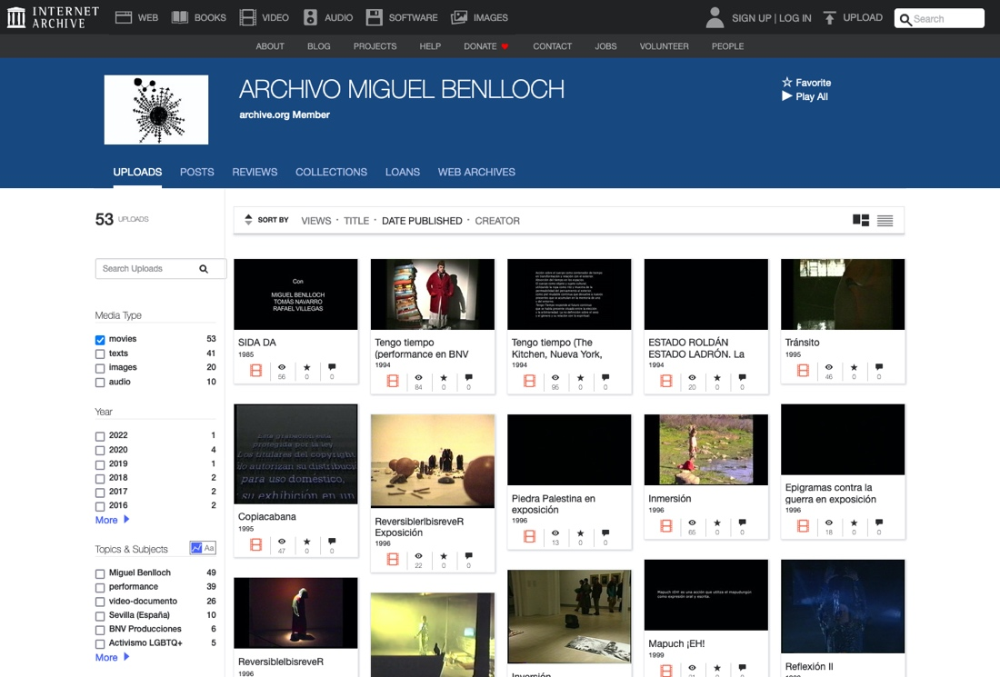 INTERNET
ARCHIVE
WEB
BOOKS
VIDEO
AUDIO
SOFTWARE
IMAGES
SIGN UP | LOG IN
UPLOAD
Search
ABOUT
BLOG
PROJECTS
HELP
DONATE
CONTACT
JOBS
VOLUNTEER
PEOPLE
ARCHIVO MIGUEL BENLLOCH
archive.org Member
Favorite
Play All
UPLOADS
POSTS
REVIEWS
COLLECTIONS
LOANS
WEB ARCHIVES
53 UPLOADS
SORT BY
VIEWS · TITLE · DATE PUBLISHED · CREATOR
Search Uploads
Media Type
movies 53
texts 41
images 20
audio 10
Year
2022 1
2020 4
2019 1
2018 2
2017 2
2016 2
More
Topics & Subjects
Aa
Miguel Benlloch 49
performance 39
video-documento 26
Sevilla (España) 10
BNV Producciones 6
Activismo LGBTQ+ 5
More
Con
MIGUEL BENLLOCH
TOMÁS NAVARRO
RAFAEL VILLEGAS
SIDA DA
1985
56 0 0
Tengo tiempo
(performance en BNV
1994
84 0 0
Tengo tiempo (The
Kitchen, Nueva York,
1994
95 0 0
ESTADO ROLDÁN
ESTADO LADRÓN. La
1994
20 0 0
Tránsito
1995
46 0 0
protegida por la ley
Los titulares del copyright
no autorizan su distribuci
para uso doméstico,
su exhibición en un
Copiacabana
1995
47 0 0
ReversiblerlbisreveR
Exposición
1996
22 0 0
Piedra Palestina en
exposición
1996
13 0 0
Inmersión
1996
65 0 0
Epigramas contra la
guerra en exposición
1996
18 0 0
ReversiblelbisreveR
1996
Inversión
Mapuch ¡EH! es una acción que utiliza el mapudungún
como expresión oral y escrita.
Mapuch ¡EH!
1999
Reflexión II